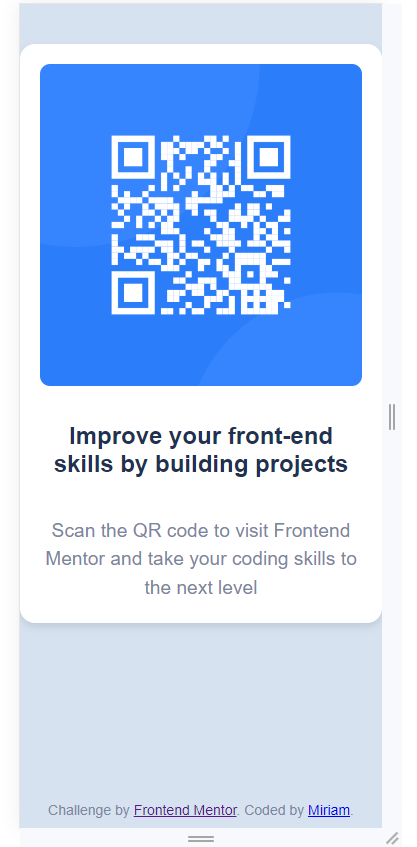 Improve your front-end
skills by building projects
Scan the QR code to visit Frontend
Mentor and take your coding skills to
the next level
Challenge by Frontend Mentor. Coded by Miriam.